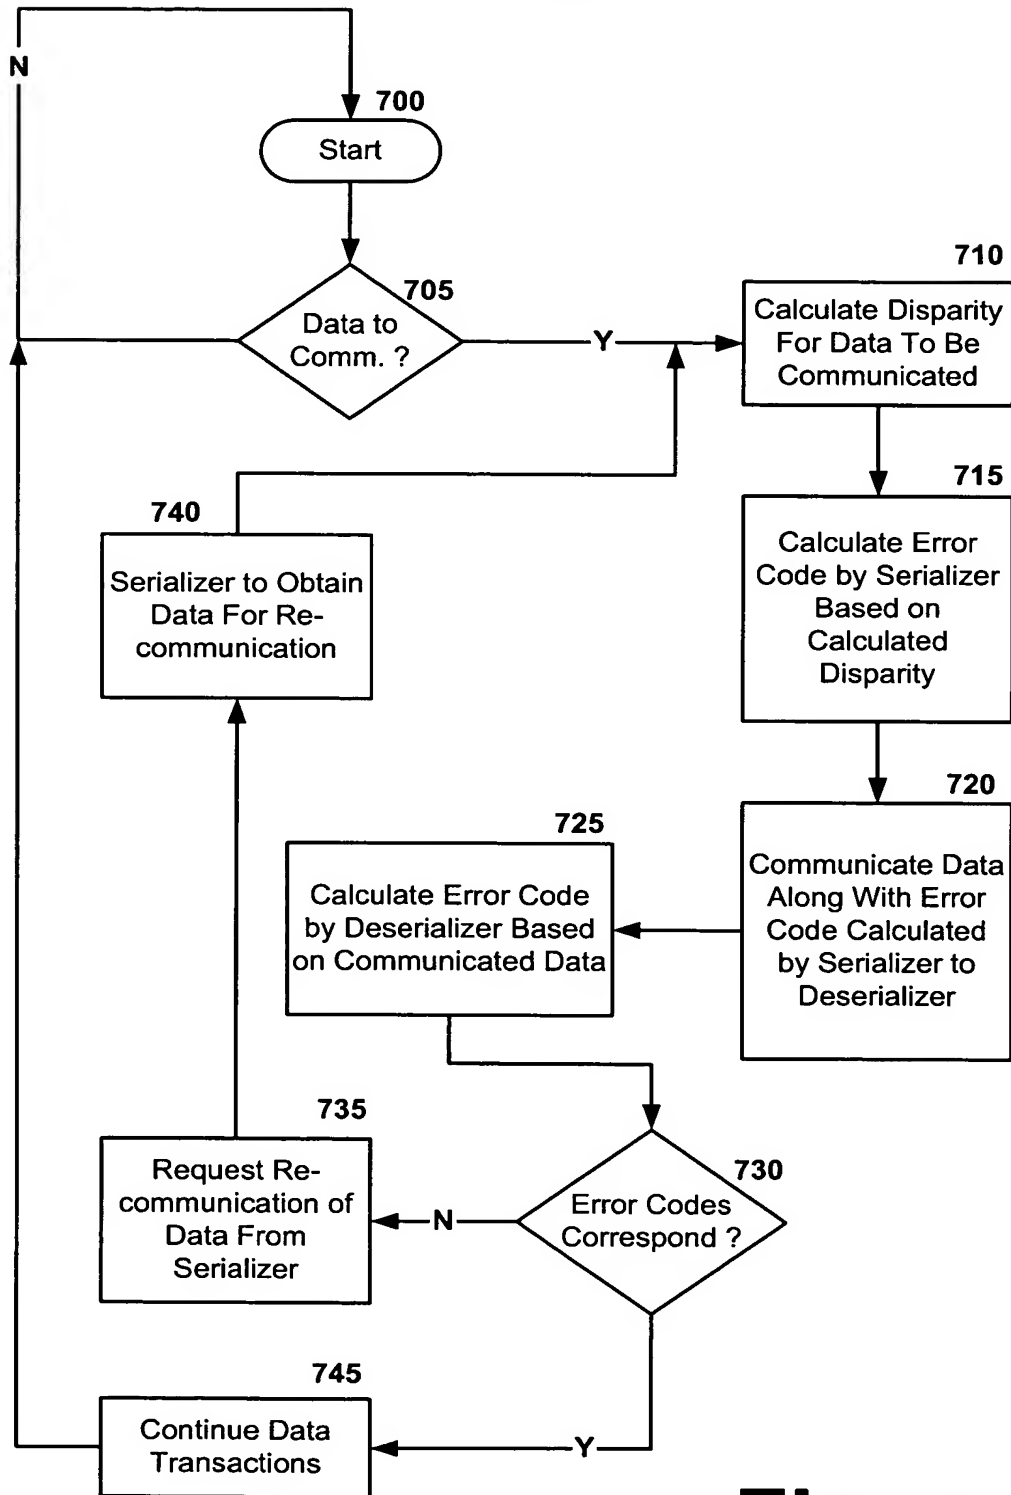 N
700
Start
705
Data to
Comm. ?
Y
710
Calculate Disparity
For Data To Be
Communicated
715
Calculate Error
Code by Serializer
Based on
Calculated
Disparity
720
Communicate Data
Along With Error
Code Calculated
by Serializer to
Deserializer
725
Calculate Error Code
by Deserializer Based
on Communicated Data
730
Error Codes
Correspond ?
N
735
Request Re-
communication of
Data From
Serializer
740
Serializer to Obtain
Data For Re-
communication
Y
745
Continue Data
Transactions